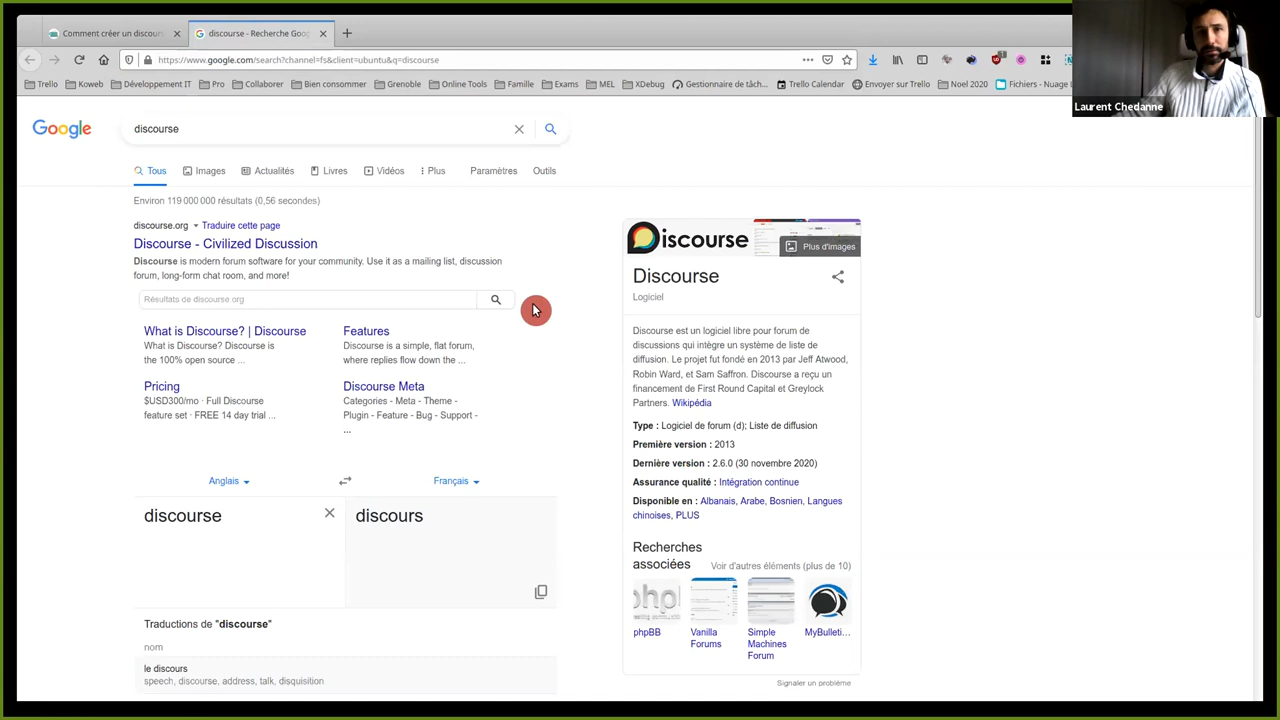 Comment créer un discours
discourse - Recherche Goo
https://www.google.com/search?channel=fs&client=ubuntu&q=discourse
Trello
Koweb
Développement IT
Pro
Collaborer
Bien consommer
Grenoble
Online Tools
Famille
Exams
MEL
XDebug
Gestionnaire de tâch...
Trello Calendar
Envoyer sur Trello
Noël 2020
Fichiers - Nuage L
Laurent Chedanne
Google
discourse
Tous
Images
Actualités
Livres
Vidéos
Plus
Paramètres
Outils
Environ 119 000 000 résultats (0,56 secondes)
discourse.org
Traduire cette page
Discourse - Civilized Discussion
Discourse is modern forum software for your community. Use it as a mailing list, discussion
forum, long-form chat room, and more!
Résultats de discourse.org
What is Discourse? | Discourse
What is Discourse? Discourse is
the 100% open source ...
Features
Discourse is a simple, flat forum,
where replies flow down the ...
Pricing
$USD300/mo · Full Discourse
feature set · FREE 14 day trial ...
Discourse Meta
Categories - Meta - Theme -
Plugin - Feature - Bug - Support -
...
Anglais
Français
discourse
discours
Traductions de "discourse"
nom
le discours
speech, discourse, address, talk, disquisition
iscourse
Plus d'images
Discourse
Logiciel
Discourse est un logiciel libre pour forum de
discussions qui intègre un système de liste de
diffusion. Le projet fut fondé en 2013 par Jeff Atwood,
Robin Ward, et Sam Saffron. Discourse a reçu un
financement de First Round Capital et Greylock
Partners. Wikipédia
Type : Logiciel de forum (d); Liste de diffusion
Première version : 2013
Dernière version : 2.6.0 (30 novembre 2020)
Assurance qualité : Intégration continue
Disponible en : Albanais, Arabe, Bosnien, Langues
chinoises, PLUS
Recherches
associées
Voir d'autres éléments (plus de 10)
php
phpBB
Vanilla
Forums
Simple
Machines
Forum
MyBulleti...
Signaler un problème